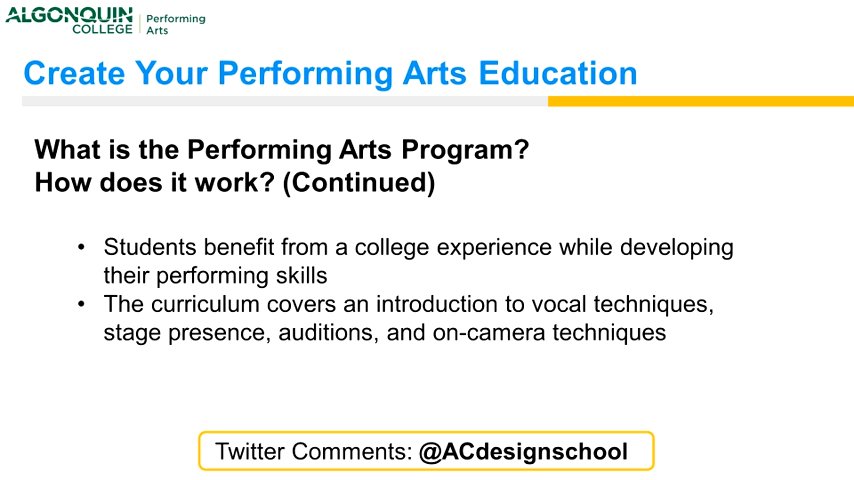 ALGONQUIN
COLLEGE
Performing
Arts
Create Your Performing Arts Education
What is the Performing Arts Program?
How does it work? (Continued)
• Students benefit from a college experience while developing
their performing skills
• The curriculum covers an introduction to vocal techniques,
stage presence, auditions, and on-camera techniques
Twitter Comments: @ACdesignschool